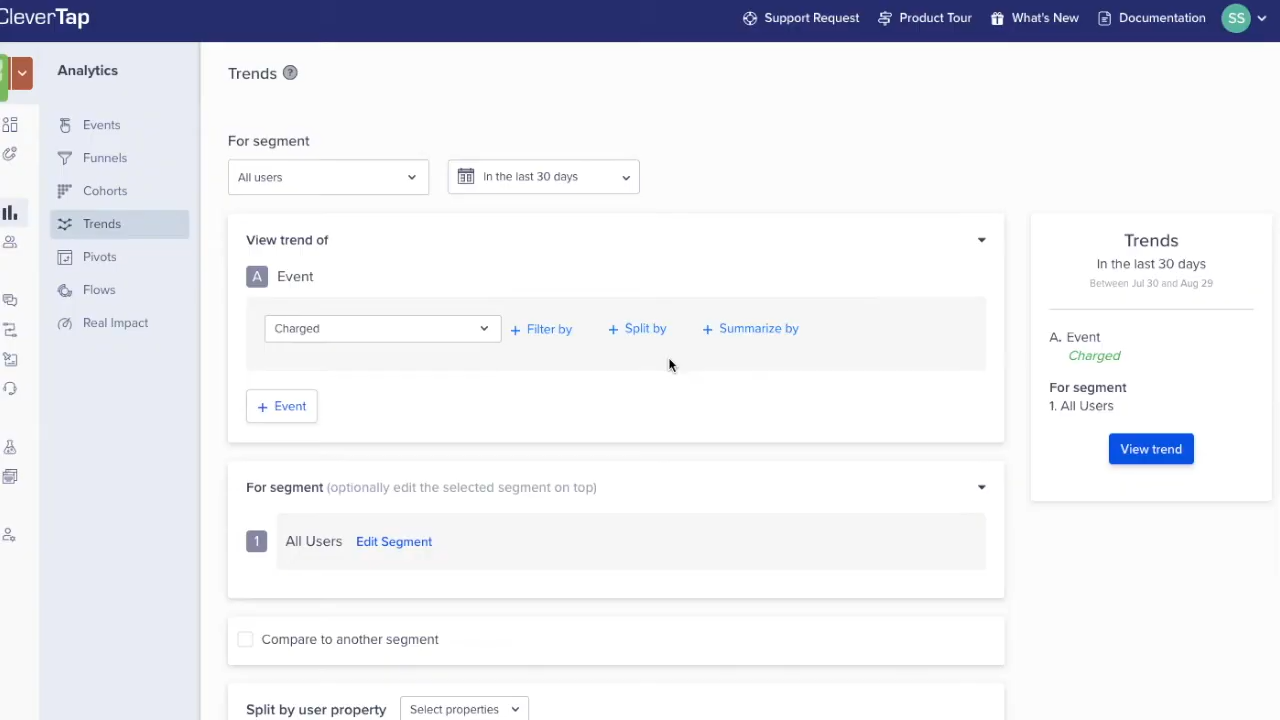 CleverTap
Support Request
Product Tour
What's New
Documentation
SS
Analytics
Events
Funnels
Cohorts
Trends
Pivots
Flows
Real Impact
Trends ?
For segment
All users
In the last 30 days
View trend of
A Event
Charged
+ Filter by
+ Split by
+ Summarize by
+ Event
For segment (optionally edit the selected segment on top)
1 All Users Edit Segment
Compare to another segment
Split by user property Select properties
Trends
In the last 30 days
Between Jul 30 and Aug 29
A. Event
Charged
For segment
1. All Users
View trend